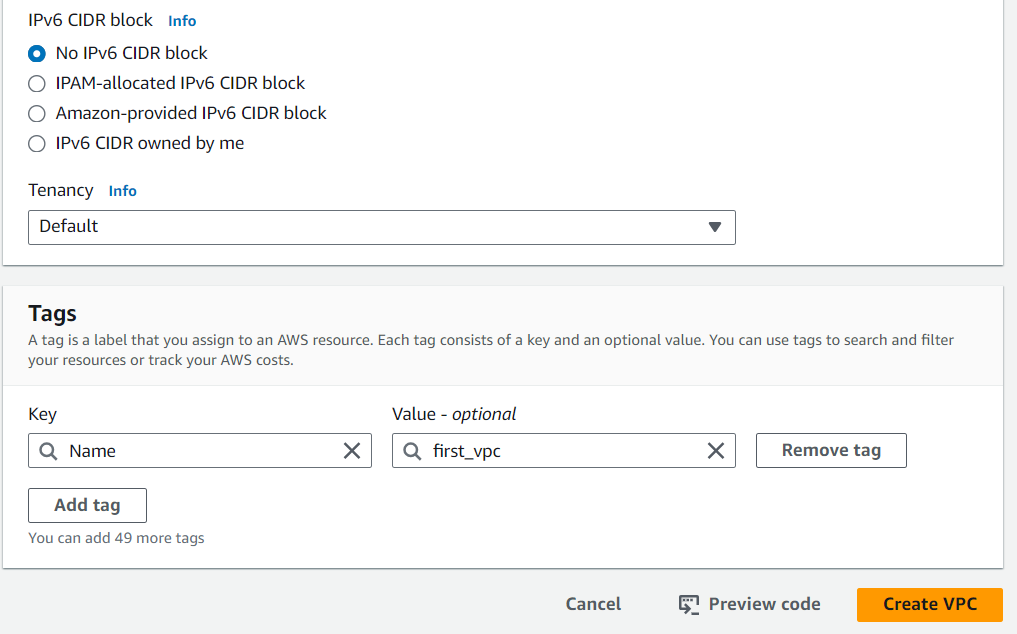 IPv6 CIDR block Info
No IPv6 CIDR block
IPAM-allocated IPv6 CIDR block
Amazon-provided IPv6 CIDR block
IPv6 CIDR owned by me
Tenancy Info
Default
Tags
A tag is a label that you assign to an AWS resource. Each tag consists of a key and an optional value. You can use tags to search and filter
your resources or track your AWS costs.
Key Value - optional
Name first_vpc Remove tag
Add tag
You can add 49 more tags
Cancel Preview code Create VPC